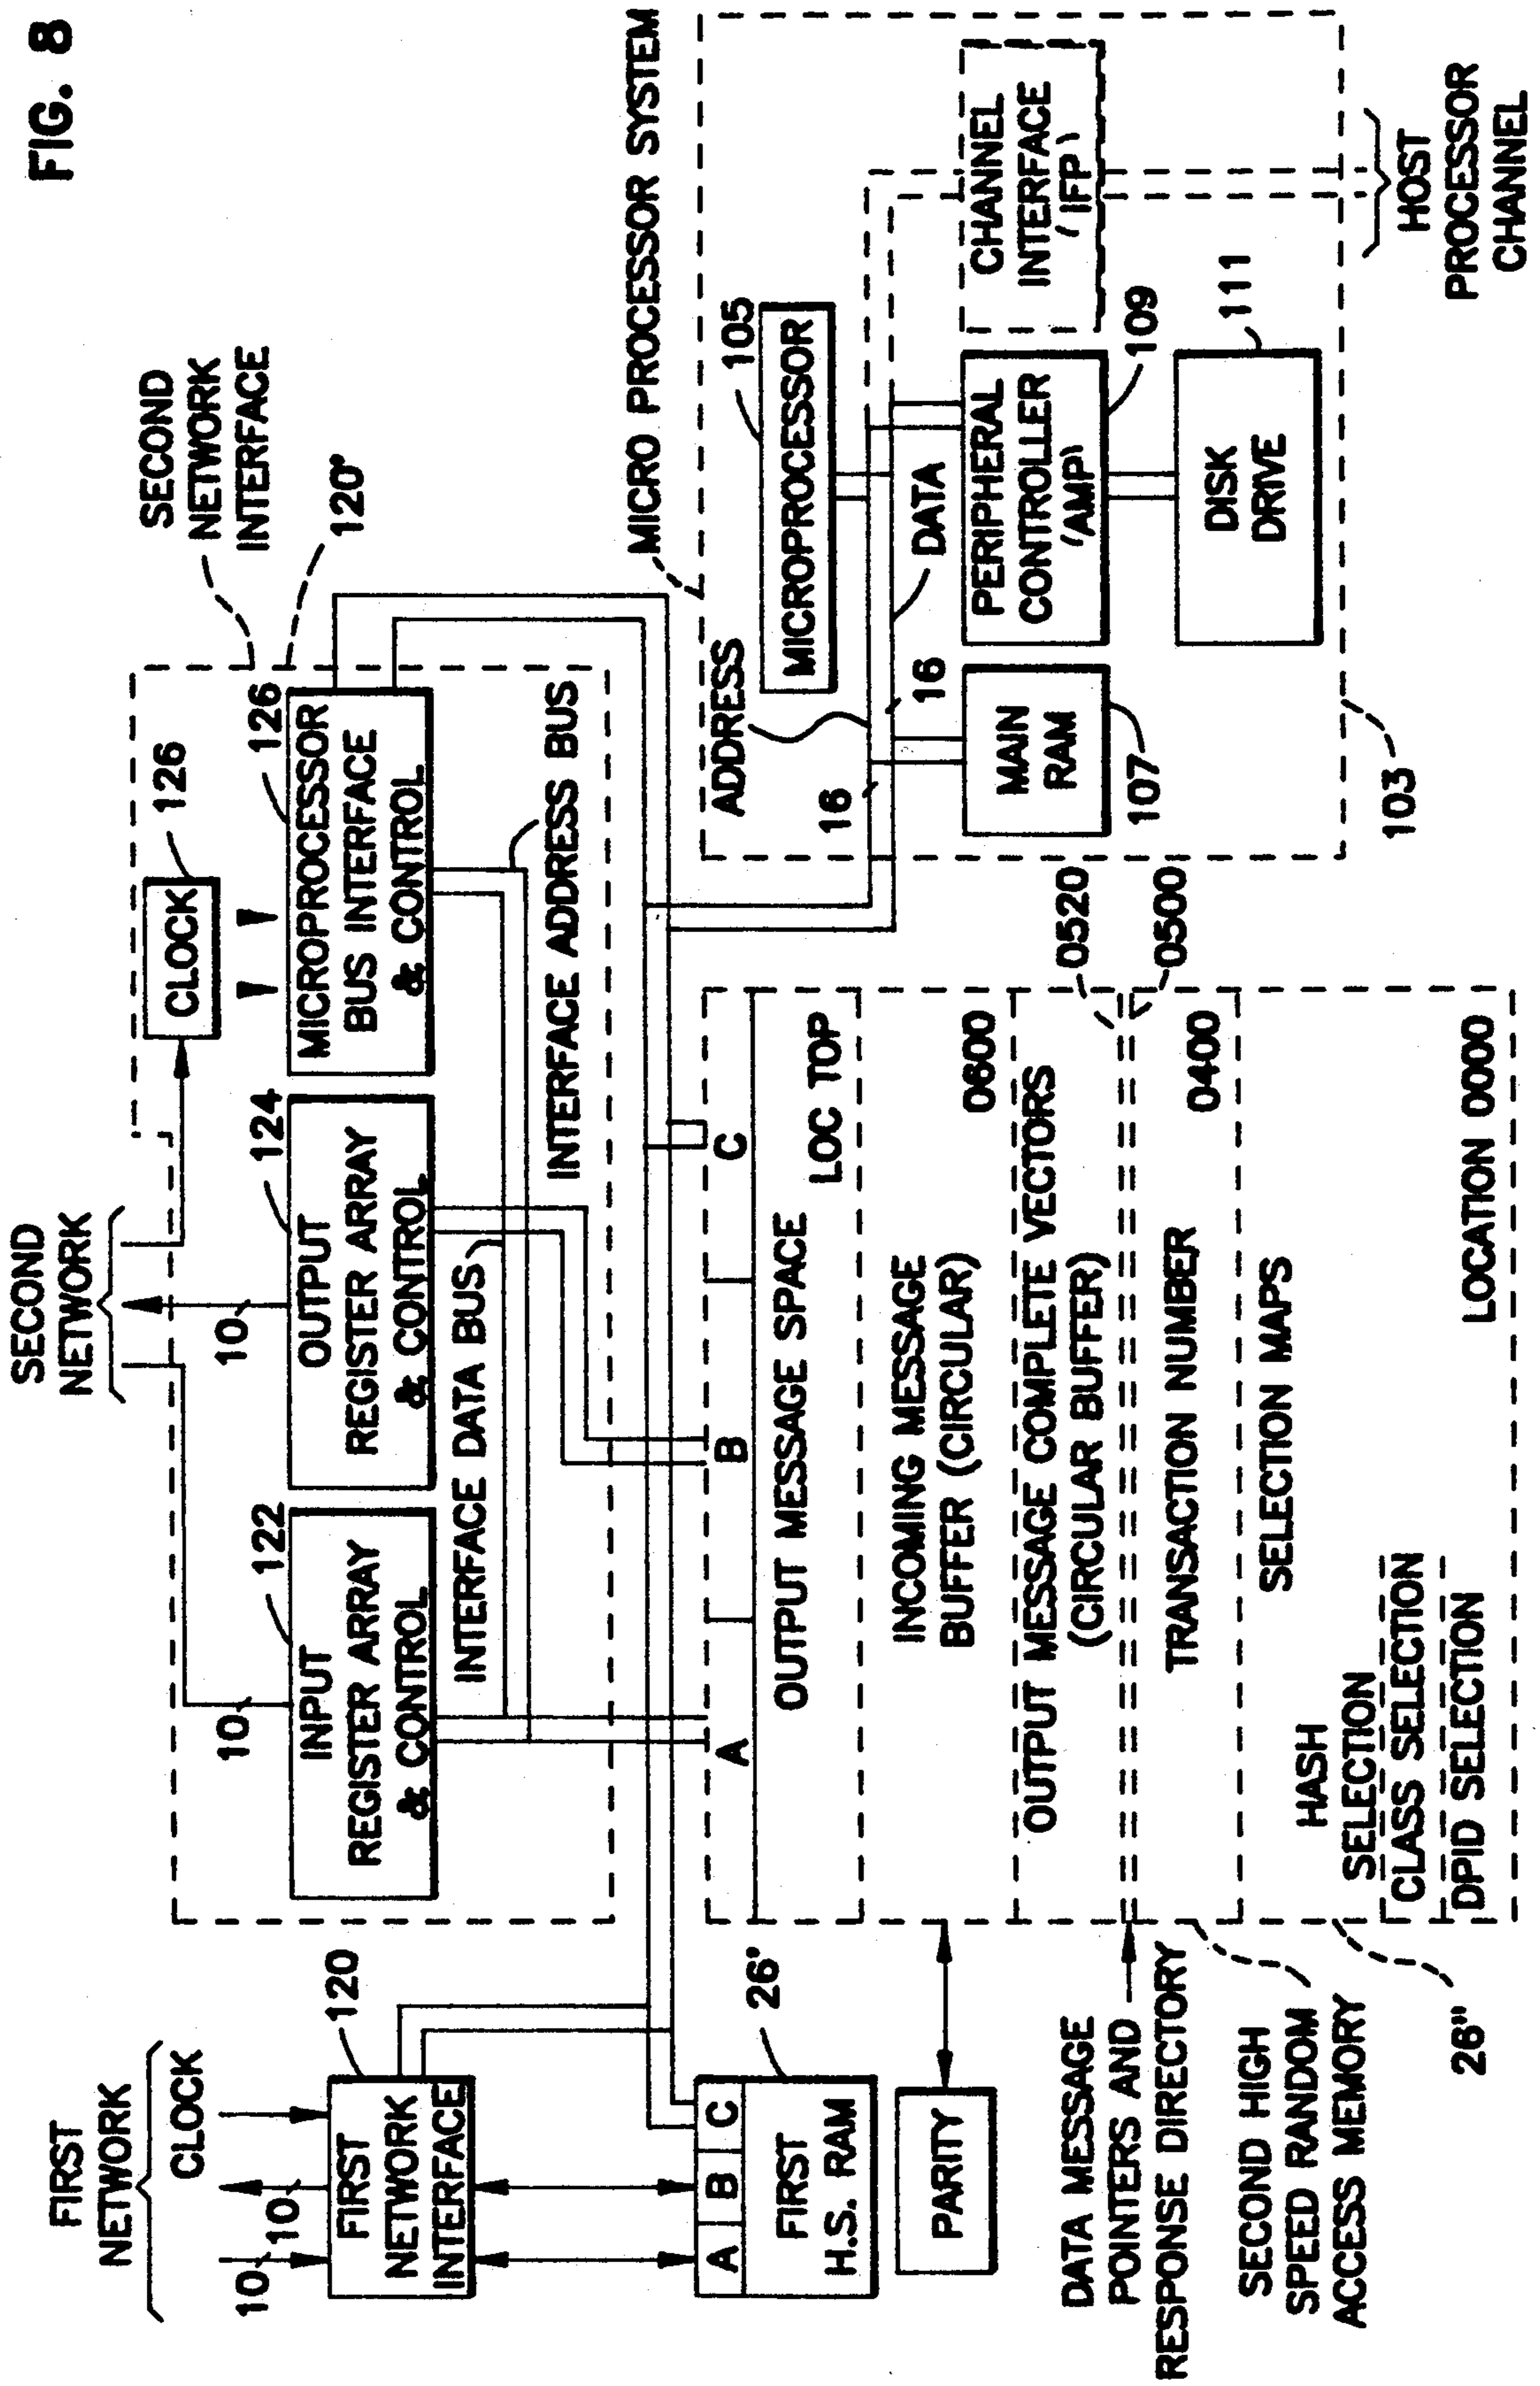 FIG. 8
FIRST
NETWORK
CLOCK
10
10
120
FIRST
NETWORK
INTERFACE
A
B
C
26'
FIRST
H.S. RAM
PARITY
DATA MESSAGE
POINTERS AND
RESPONSE DIRECTORY
SECOND HIGH
SPEED RANDOM
ACCESS MEMORY
26"
SECOND
NETWORK
10
10
122
INPUT
REGISTER ARRAY
& CONTROL
124
OUTPUT
REGISTER ARRAY
& CONTROL
CLOCK
126
126
MICROPROCESSOR
BUS INTERFACE
& CONTROL
SECOND
NETWORK
INTERFACE
120'
INTERFACE DATA BUS
INTERFACE ADDRESS BUS
A
B
C
OUTPUT MESSAGE SPACE
LOC TOP
INCOMING MESSAGE
BUFFER (CIRCULAR)
0600
OUTPUT MESSAGE COMPLETE VECTORS
(CIRCULAR BUFFER)
0520
0500
TRANSACTION NUMBER
0400
SELECTION MAPS
HASH
SELECTION
CLASS SELECTION
DPID SELECTION
LOCATION 0000
MICRO PROCESSOR SYSTEM
ADDRESS
105
MICROPROCESSOR
16
16
DATA
MAIN
RAM
107
PERIPHERAL
CONTROLLER
'AMP'
109
CHANNEL
INTERFACE
'IFP'
DISK
DRIVE
111
103
HOST
PROCESSOR
CHANNEL